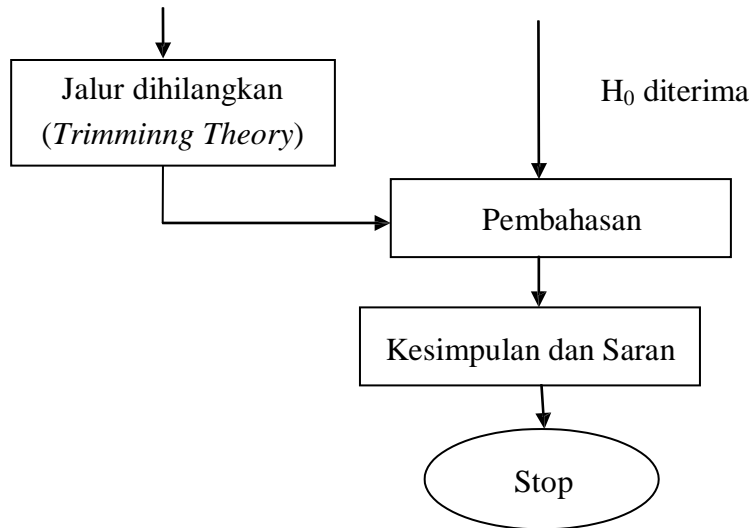 Jalur dihilangkan
(Trimminng Theory)
H₀ diterima
Pembahasan
Kesimpulan dan Saran
Stop